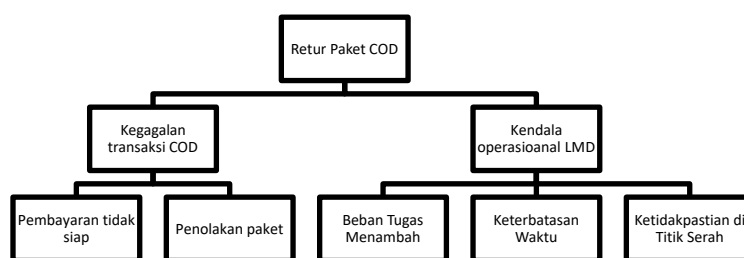 Retur Paket COD
Kegagalan
transaksi COD
Kendala
operasioanal LMD
Pembayaran tidak
siap
Penolakan paket
Beban Tugas
Menambah
Keterbatasan
Waktu
Ketidakpastian di
Titik Serah